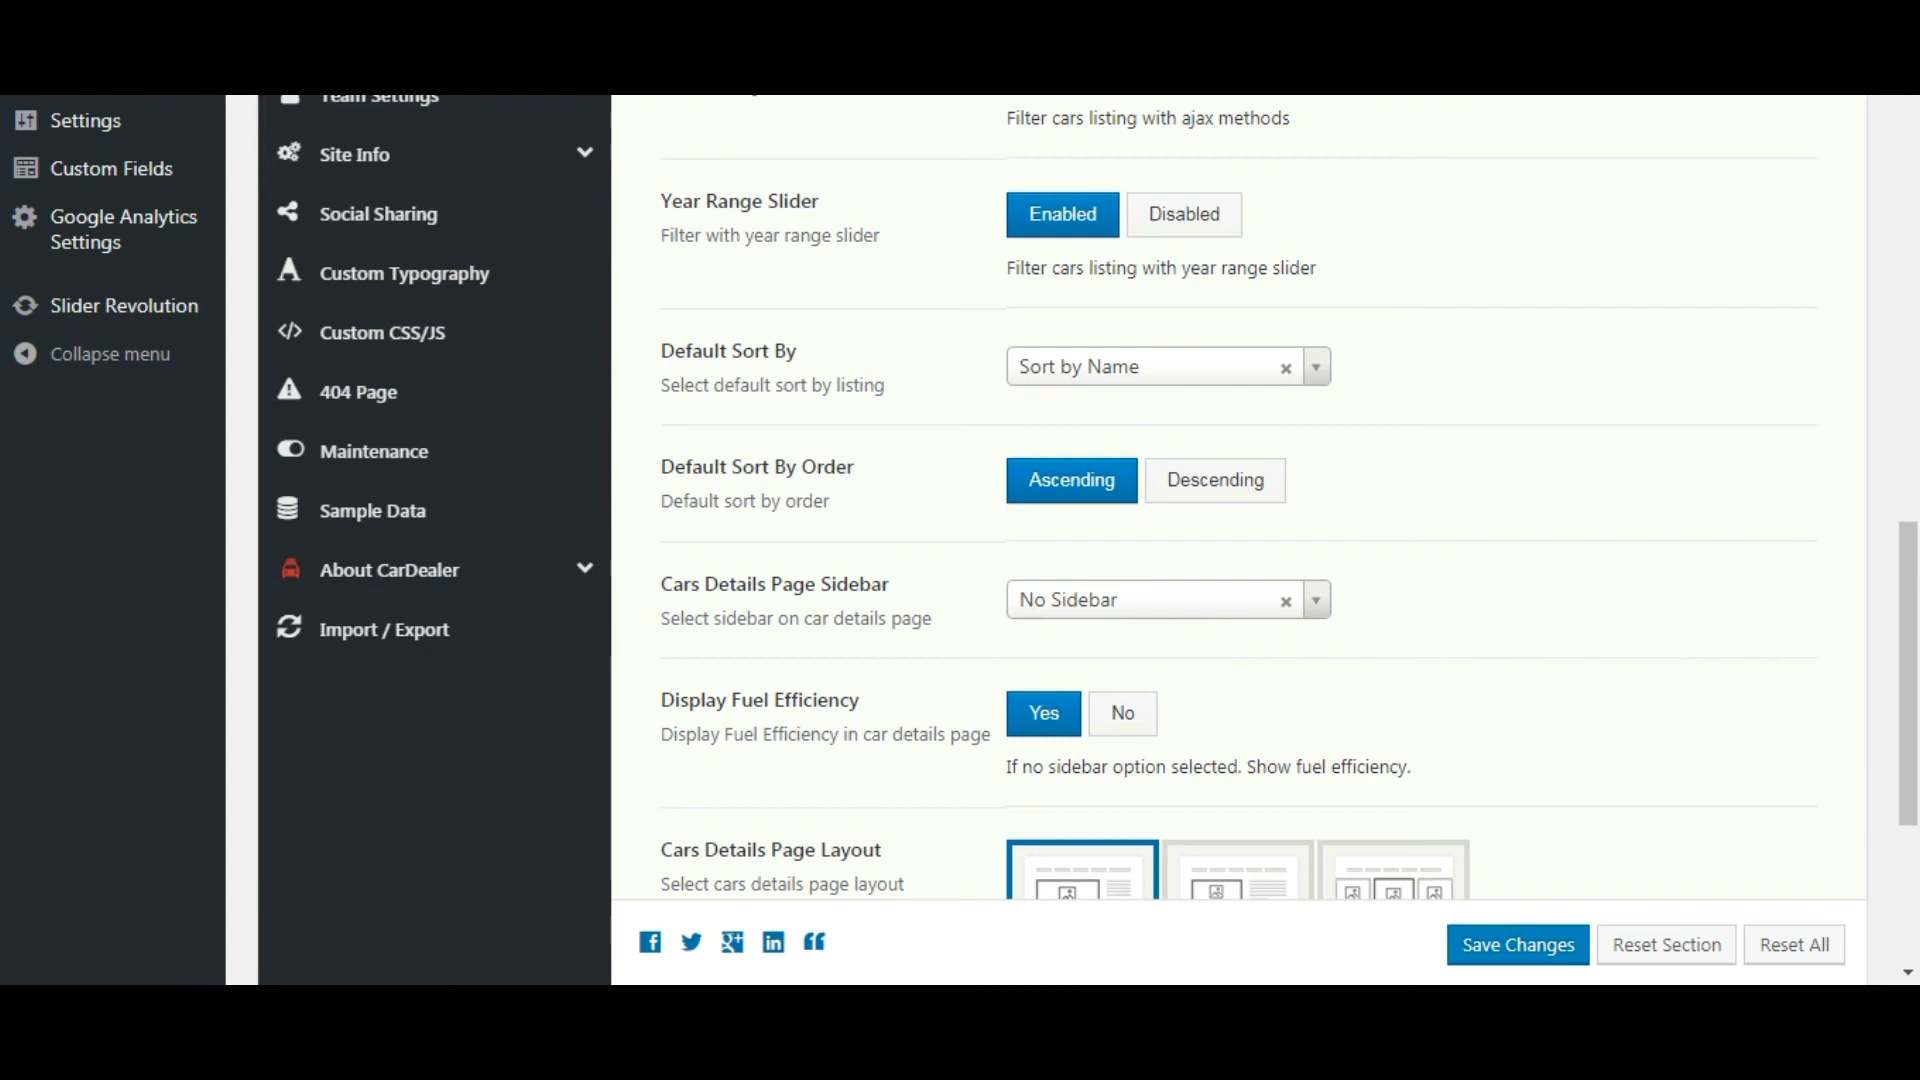 Settings
Custom Fields
Google Analytics
Settings
Slider Revolution
Collapse menu
Team Settings
Site Info
Social Sharing
Custom Typography
Custom CSS/JS
404 Page
Maintenance
Sample Data
About CarDealer
Import / Export
Filter cars listing with ajax methods
Year Range Slider
Filter with year range slider
Enabled Disabled
Filter cars listing with year range slider
Default Sort By
Select default sort by listing
Sort by Name
Default Sort By Order
Default sort by order
Ascending Descending
Cars Details Page Sidebar
Select sidebar on car details page
No Sidebar
Display Fuel Efficiency
Display Fuel Efficiency in car details page
Yes No
If no sidebar option selected. Show fuel efficiency.
Cars Details Page Layout
Select cars details page layout
Save Changes Reset Section Reset All